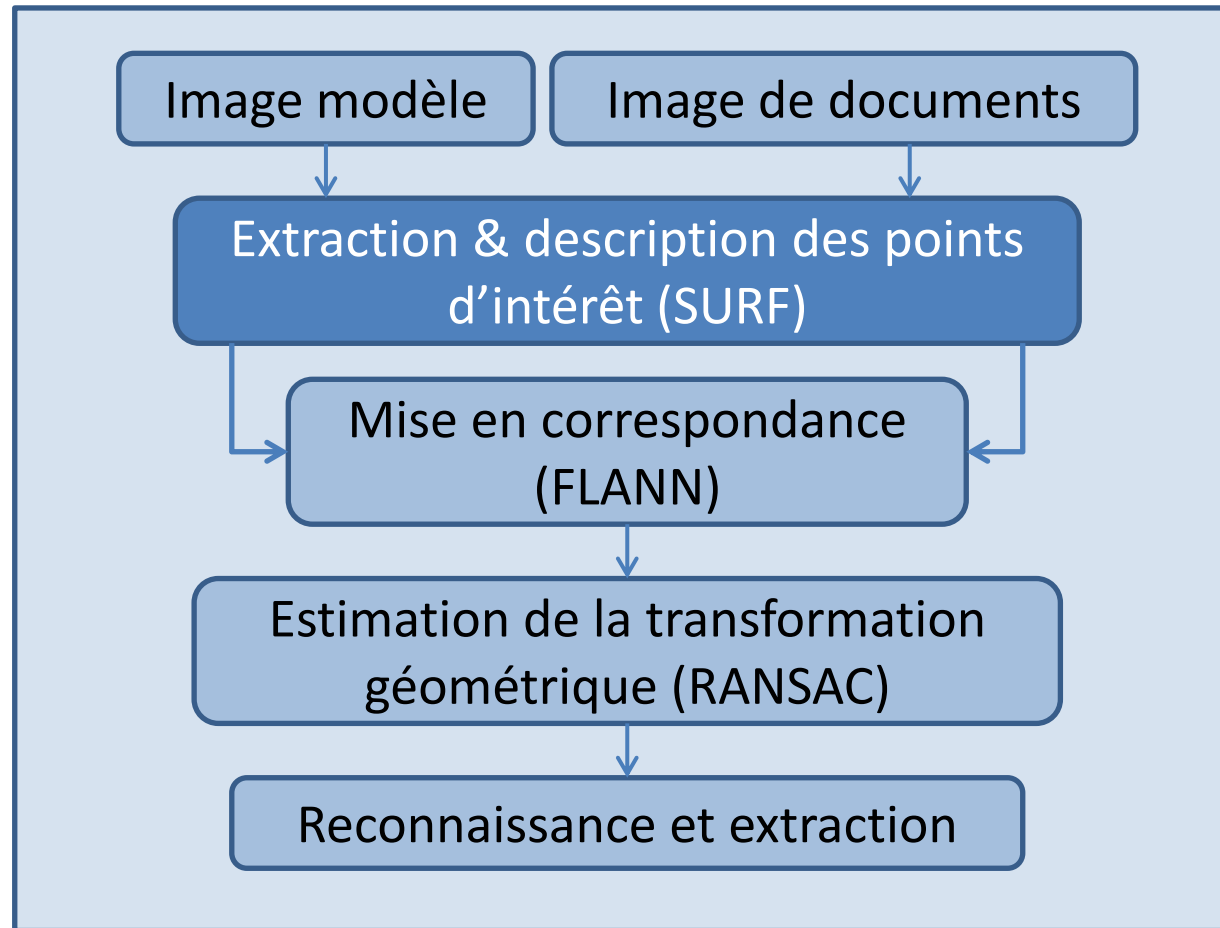 Image modèle
Image de documents
Extraction & description des points
d’intérêt (SURF)
Mise en correspondance
(FLANN)
Estimation de la transformation
géométrique (RANSAC)
Reconnaissance et extraction